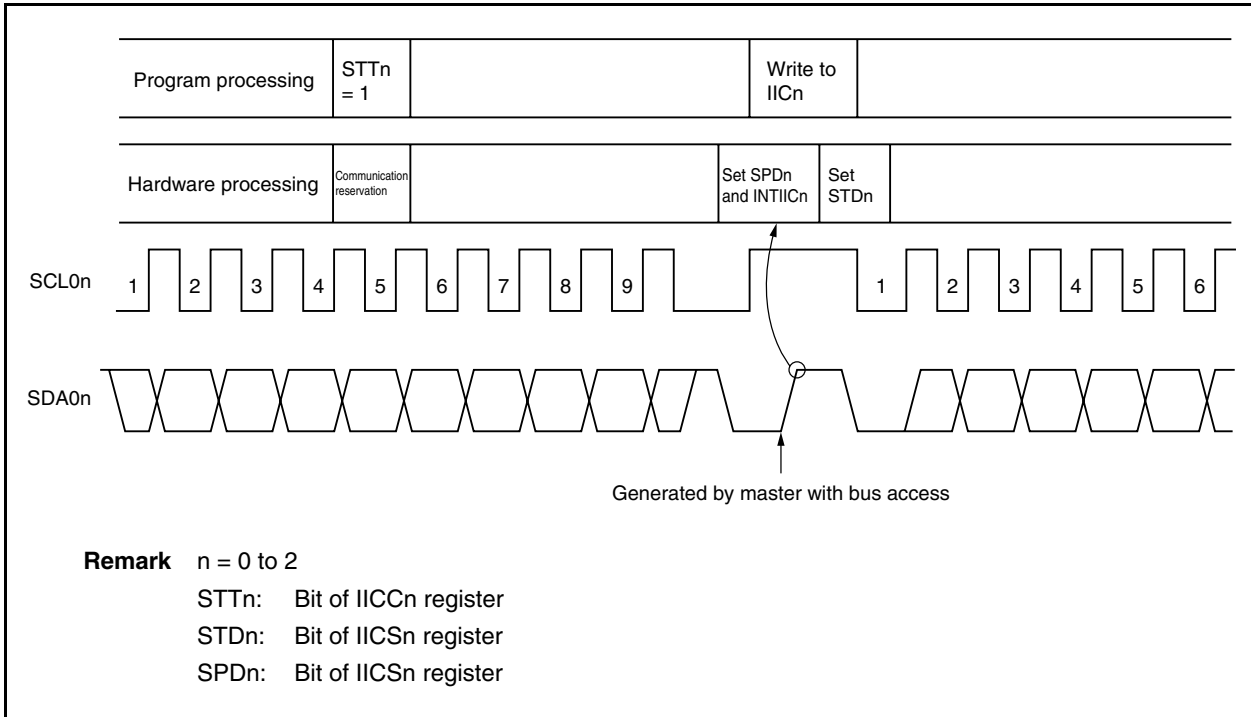 Program processing
STTn
= 1
Write to
IICn
Hardware processing
Communication
reservation
Set SPDn
and INTIICn
Set
STDn
SCL0n
1 2 3 4 5 6 7 8 9 1 2 3 4 5 6
SDA0n
Generated by master with bus access
Remark n = 0 to 2
STTn: Bit of IICCn register
STDn: Bit of IICSn register
SPDn: Bit of IICSn register